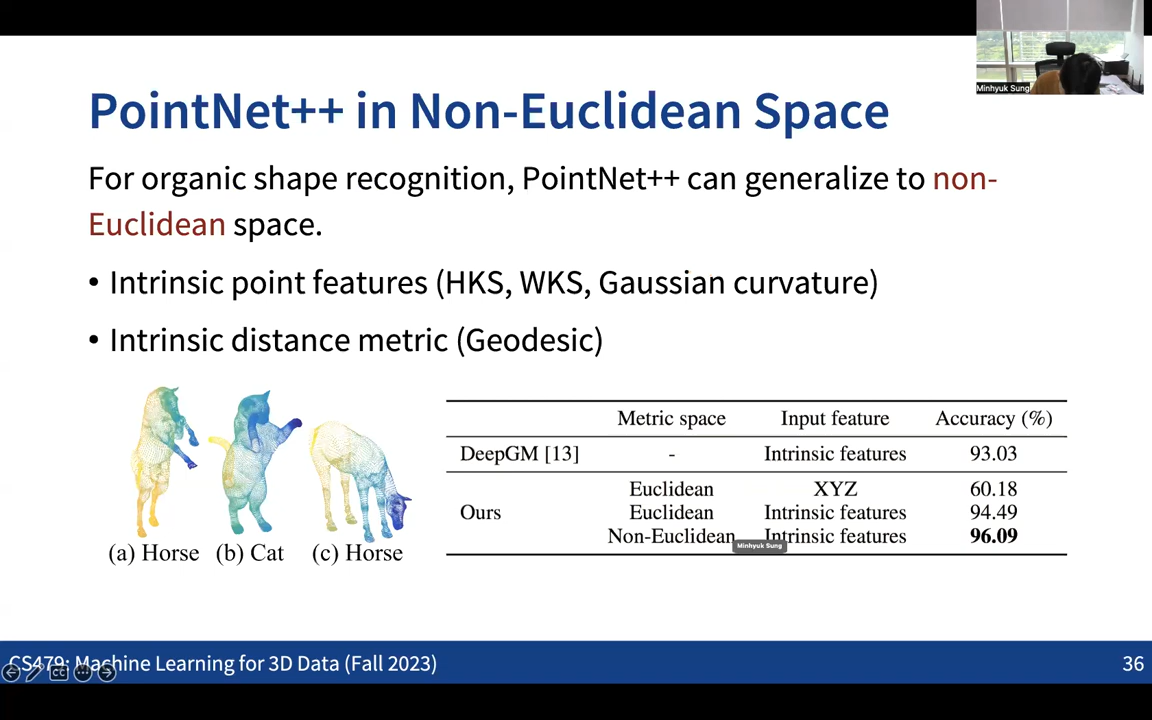 Minhyuk Sung
PointNet++ in Non-Euclidean Space
For organic shape recognition, PointNet++ can generalize to non-
Euclidean space.
• Intrinsic point features (HKS, WKS, Gaussian curvature)
• Intrinsic distance metric (Geodesic)
(a) Horse (b) Cat (c) Horse
Metric space Input feature Accuracy (%)
DeepGM [13] - Intrinsic features 93.03
Euclidean XYZ 60.18
Ours Euclidean Intrinsic features 94.49
Non-Euclidean Intrinsic features 96.09
Minhyuk Sung
CS479: Machine Learning for 3D Data (Fall 2023) 36
CC